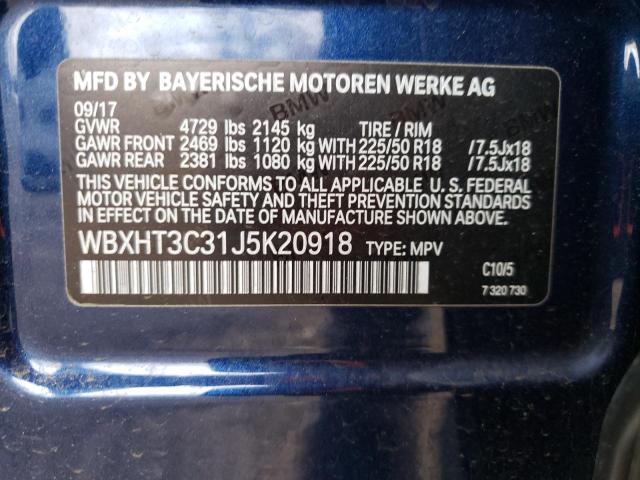 MFD BY BAYERISCHE MOTOREN WERKE AG
09/17
GVWR 4729 lbs 2145 kg TIRE / RIM
GAWR FRONT 2469 lbs 1120 kg WITH 225/50 R18 / 7.5Jx18
GAWR REAR 2381 lbs 1080 kg WITH 225/50 R18 / 7.5Jx18
THIS VEHICLE CONFORMS TO ALL APPLICABLE U. S. FEDERAL
MOTOR VEHICLE SAFETY, BUMPER, AND THEFT PREVENTION STANDARDS
IN EFFECT ON THE DATE OF MANUFACTURE SHOWN ABOVE.
WBXHT3C31J5K20918 TYPE: MPV
C10/5
7 320 730
BMW
BMW